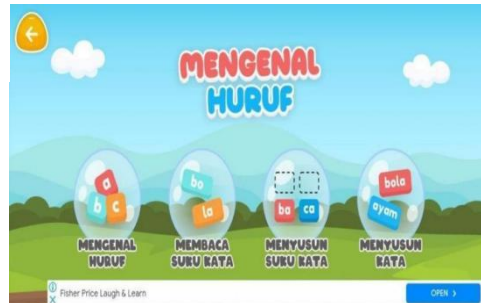 MENGENAL
HURUF
a
b c
bo
la
ba ca
bola
ayam
MENGENAL
HURUF
MEMBACA
SUKU KATA
MENYUSUN
SUKU KATA
MENYUSUN
KATA
Fisher Price Laugh & Learn
OPEN >